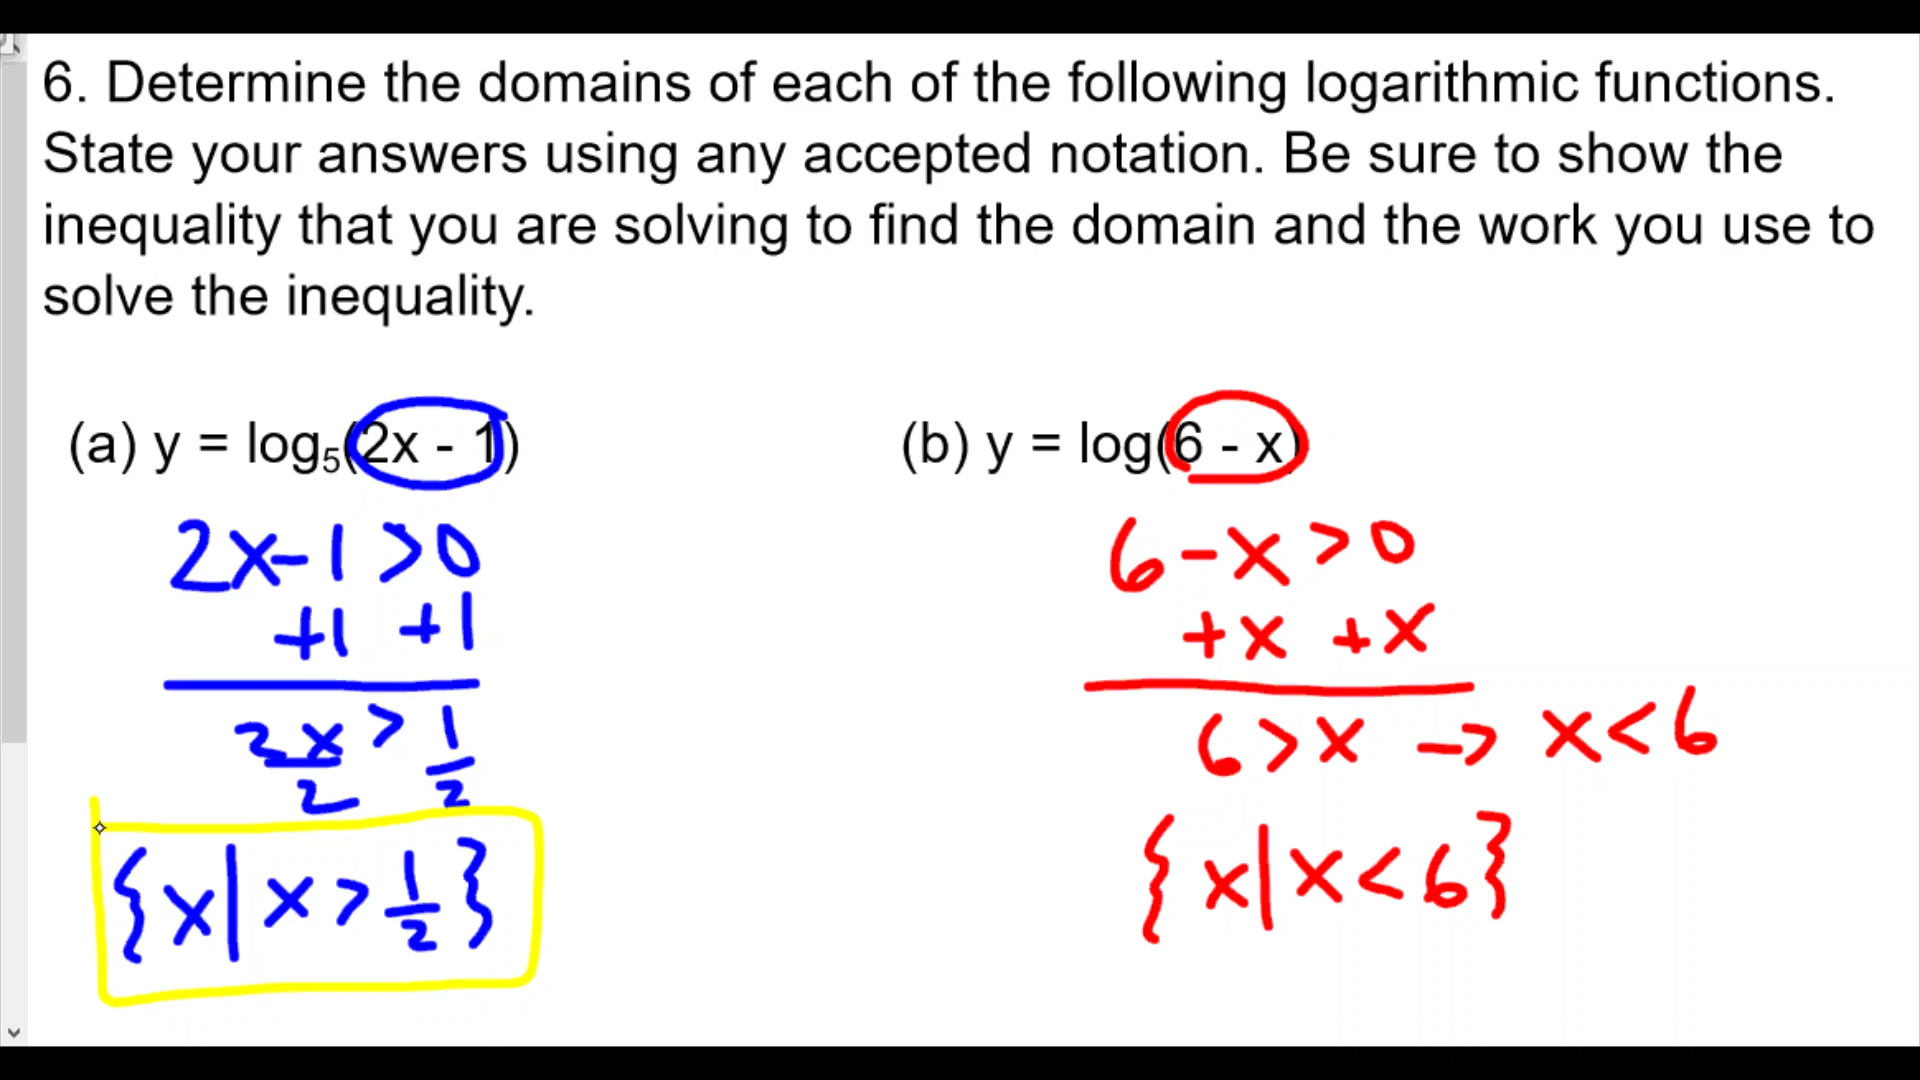 6. Determine the domains of each of the following logarithmic functions.
State your answers using any accepted notation. Be sure to show the
inequality that you are solving to find the domain and the work you use to
solve the inequality.
(a) y = log₅(2x - 1)
2x-1>0
+1 +1
2x/2 > 1/2
{x|x>1/2}
(b) y = log(6 - x)
6-x>0
+x +x
6>x → x<6
{x|x<6}